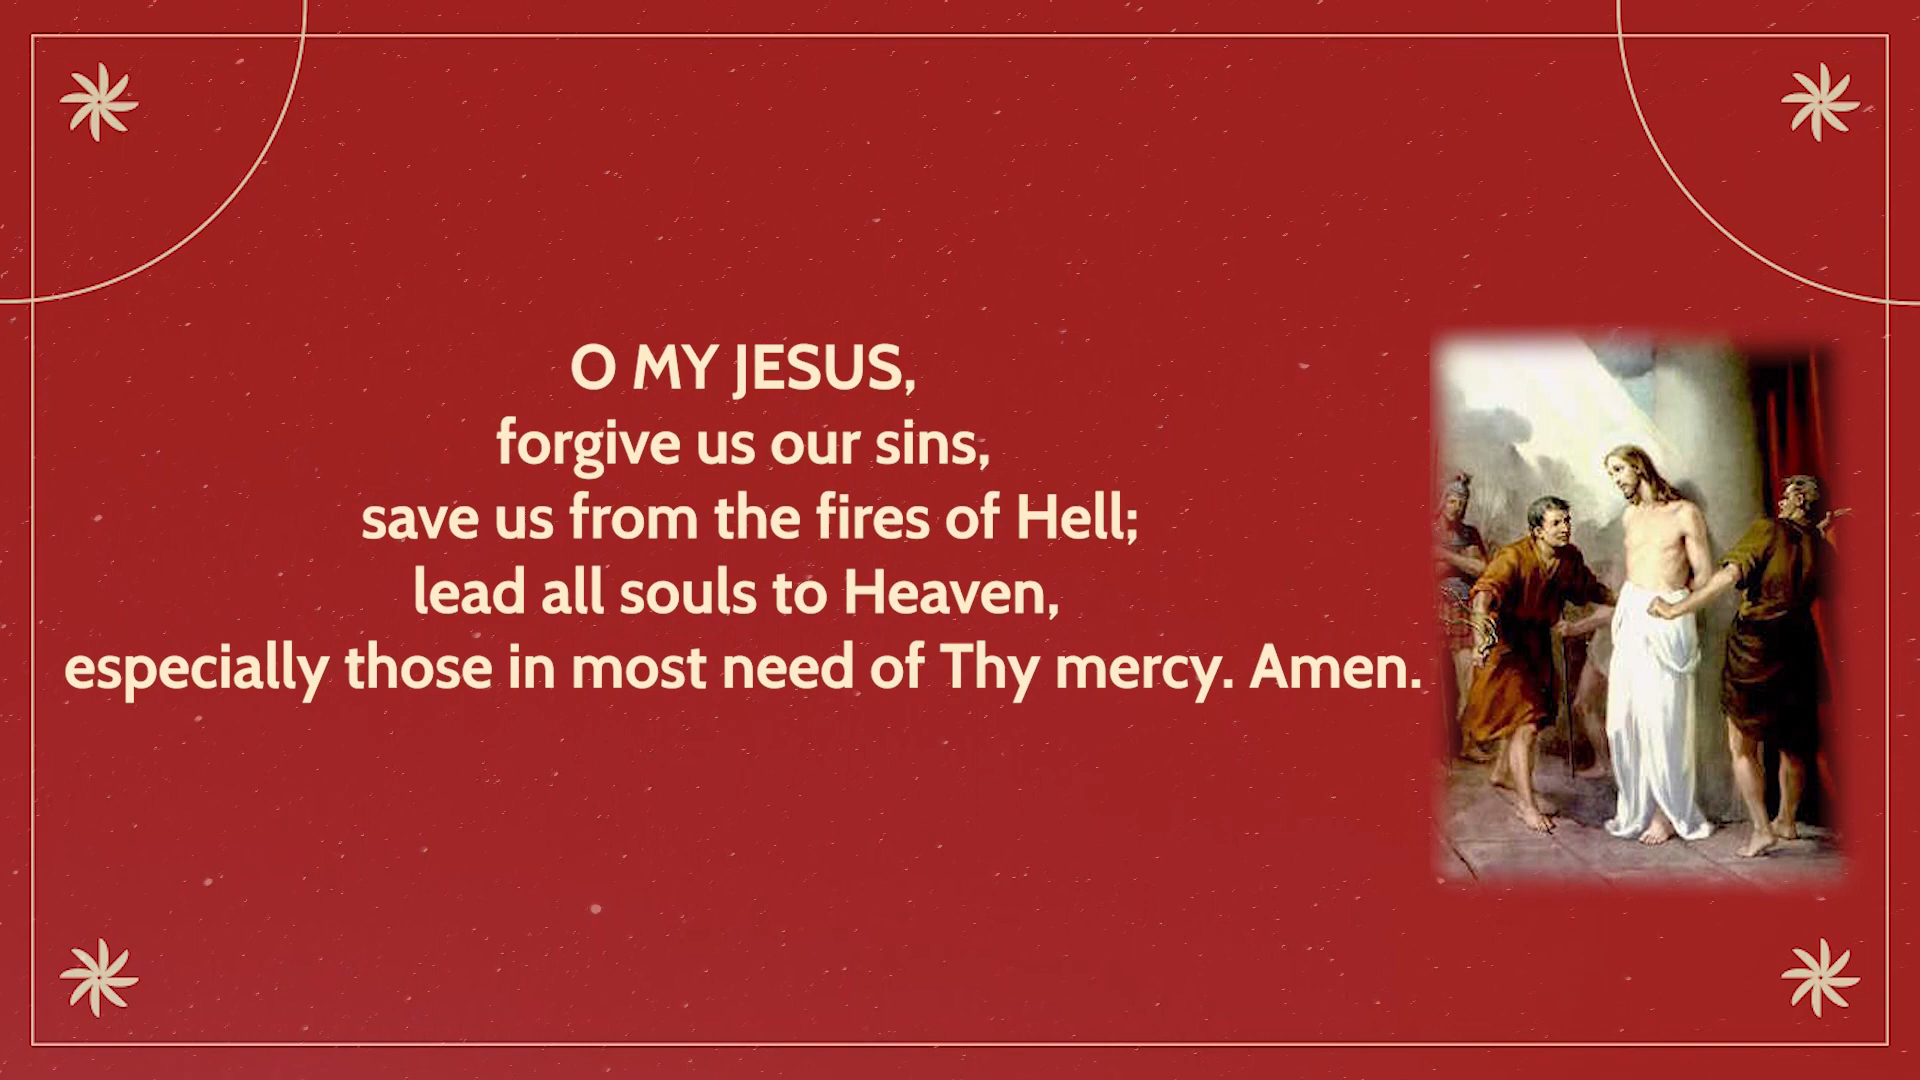 O MY JESUS,
forgive us our sins,
save us from the fires of Hell;
lead all souls to Heaven,
especially those in most need of Thy mercy. Amen.